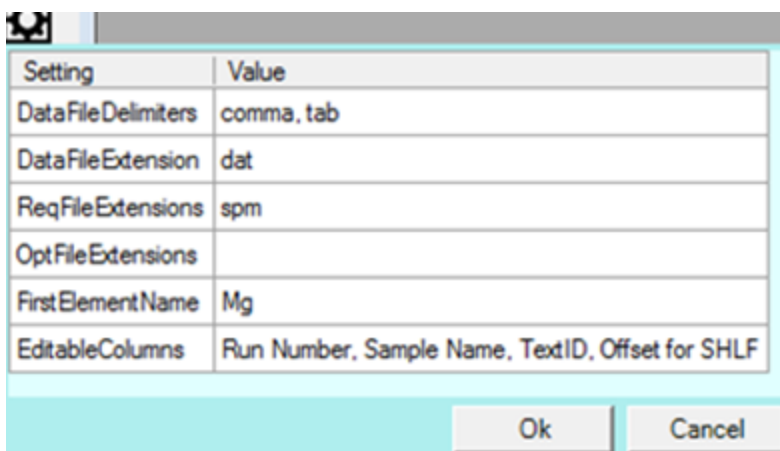 Setting Value
DataFileDelimiters comma, tab
DataFileExtension dat
ReqFileExtensions spm
OptFileExtensions
FirstElementName Mg
EditableColumns Run Number, Sample Name, TextID, Offset for SHLF
Ok Cancel